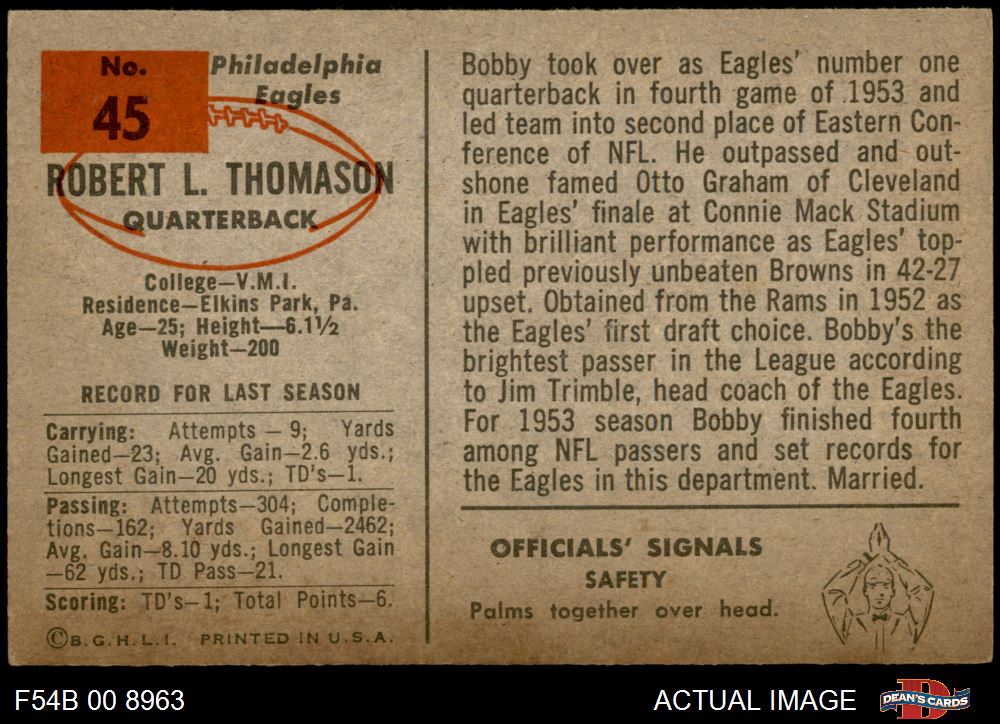 No.
45
Philadelphia
Eagles
ROBERT L. THOMASON
QUARTERBACK
College—V.M.I.
Residence—Elkins Park, Pa.
Age—25; Height—6.1½
Weight—200
RECORD FOR LAST SEASON
Carrying: Attempts – 9; Yards
Gained—23; Avg. Gain—2.6 yds.;
Longest Gain—20 yds.; TD's—1.
Passing: Attempts—304; Comple-
tions—162; Yards Gained—2462;
Avg. Gain—8.10 yds.; Longest Gain
—62 yds.; TD Pass—21.
Scoring: TD's—1; Total Points—6.
©B.G.H.L.I. PRINTED IN U.S.A.
Bobby took over as Eagles' number one
quarterback in fourth game of 1953 and
led team into second place of Eastern Con-
ference of NFL. He outpassed and out-
shone famed Otto Graham of Cleveland
in Eagles' finale at Connie Mack Stadium
with brilliant performance as Eagles' top-
pled previously unbeaten Browns in 42-27
upset. Obtained from the Rams in 1952 as
the Eagles' first draft choice. Bobby's the
brightest passer in the League according
to Jim Trimble, head coach of the Eagles.
For 1953 season Bobby finished fourth
among NFL passers and set records for
the Eagles in this department. Married.
OFFICIALS' SIGNALS
SAFETY
Palms together over head.
F54B 00 8963
ACTUAL IMAGE
DEAN'S CARDS